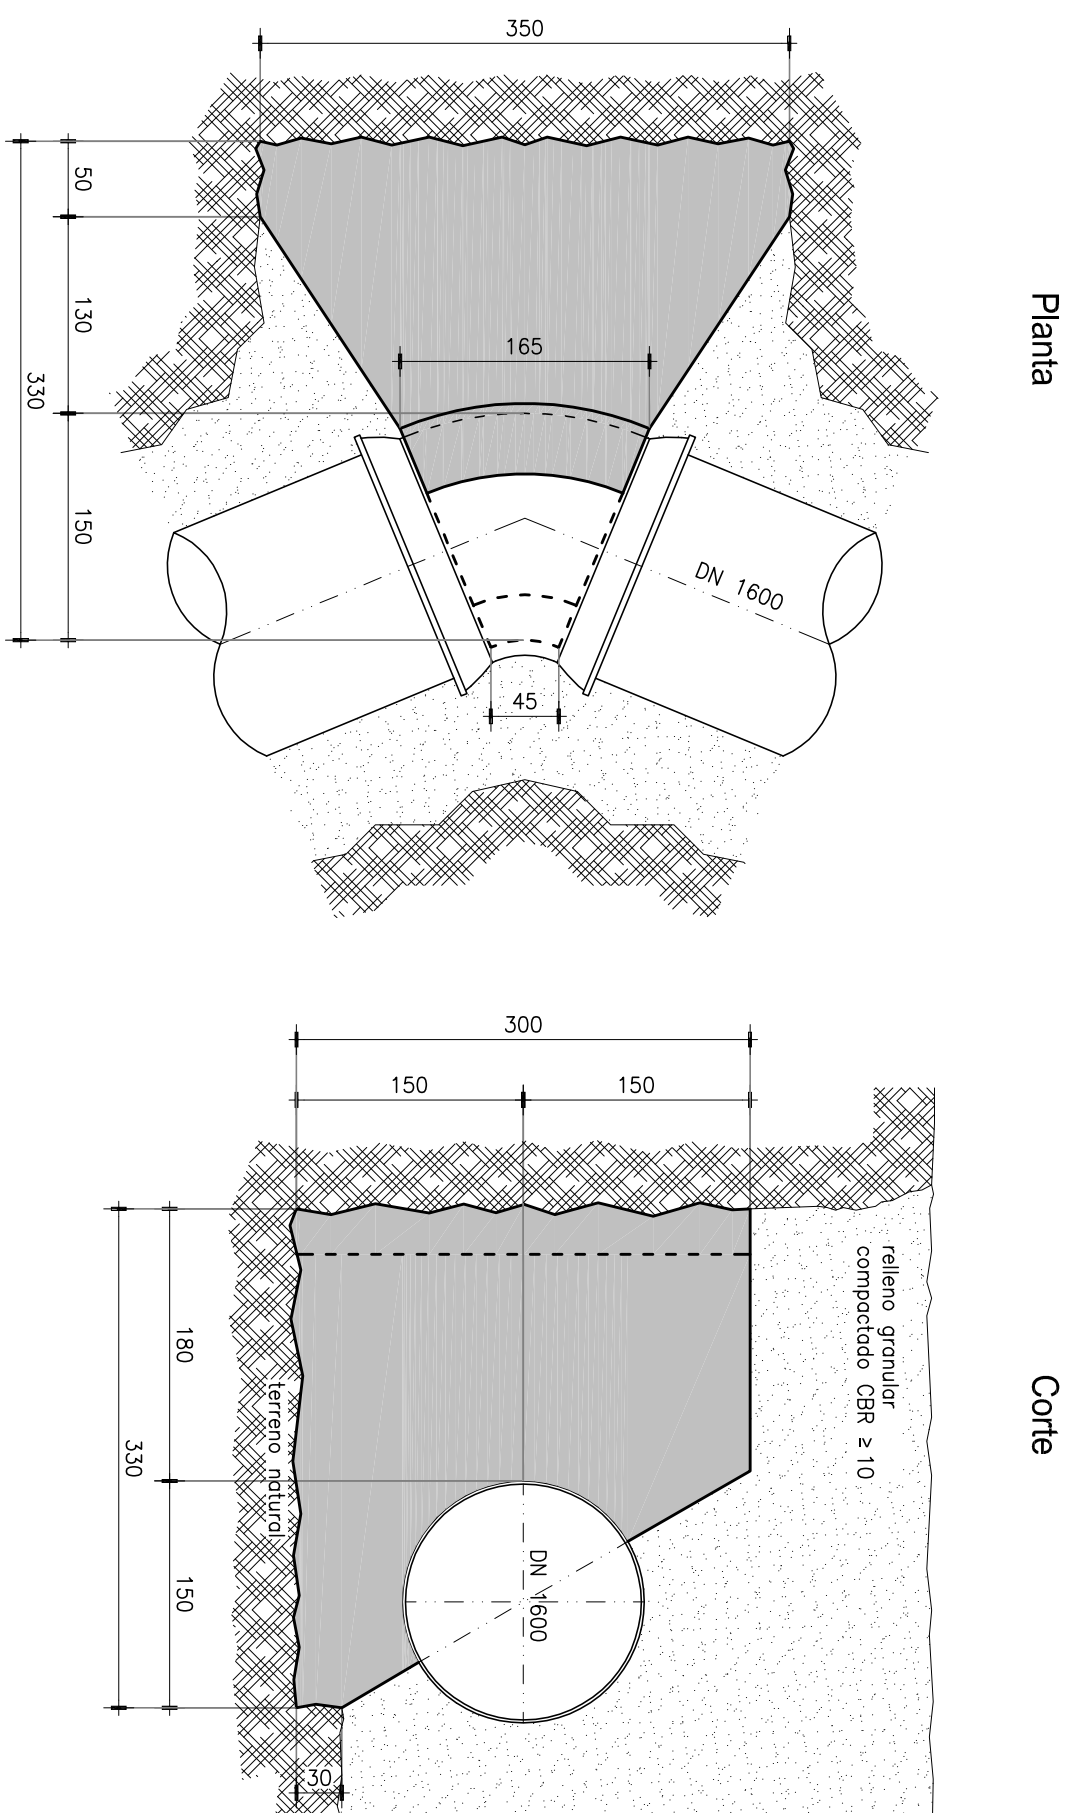 Planta
350
50
130
330
150
165
DN 1600
45
Corte
300
150
150
relleno granular
compactado CBR ≥ 10
180
330
150
terreno natural
DN 1600
30